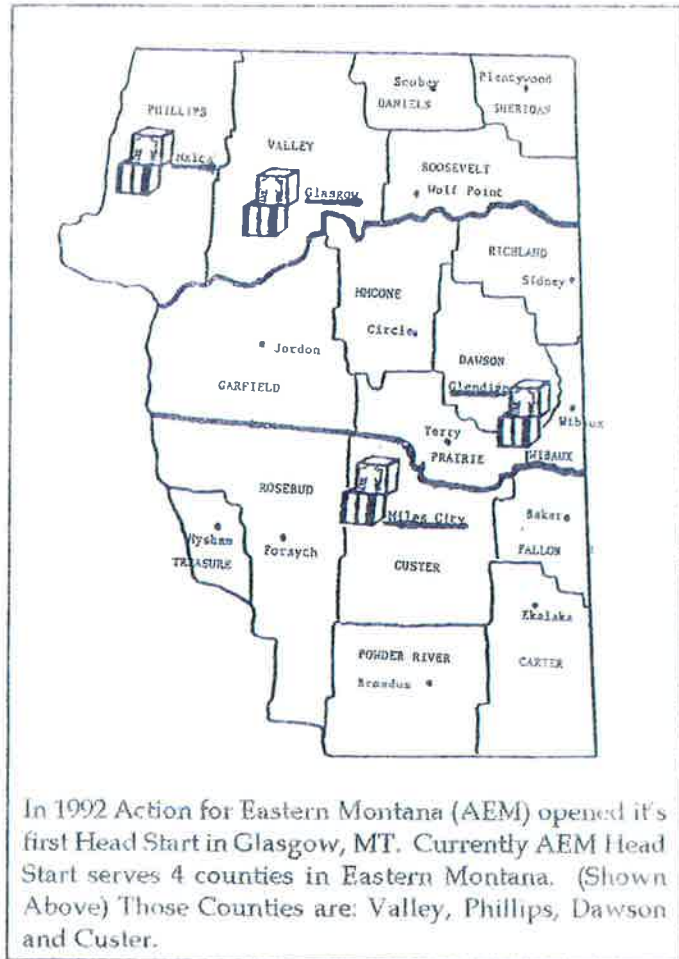 Scobey
Plentywood
DANIELS
SHERIDAN
PHILLIPS
VALLEY
Malta
ROOSEVELT
Glasgow
Wolf Point
RICHLAND
Sidney
MMCONE
Circle
Jordon
DAWSON
GARFIELD
Glendi
Wibaux
Terry
PRAIRIE
WIBAUX
ROSEBUD
Miles City
Baker
Hysham
Forsyth
FALLON
TREASURE
CUSTER
Ekalaka
POWDER RIVER
CARTER
Broadus
In 1992 Action for Eastern Montana (AEM) opened it's
first Head Start in Glasgow, MT. Currently AEM Head
Start serves 4 counties in Eastern Montana. (Shown
Above) Those Counties are: Valley, Phillips, Dawson
and Custer.